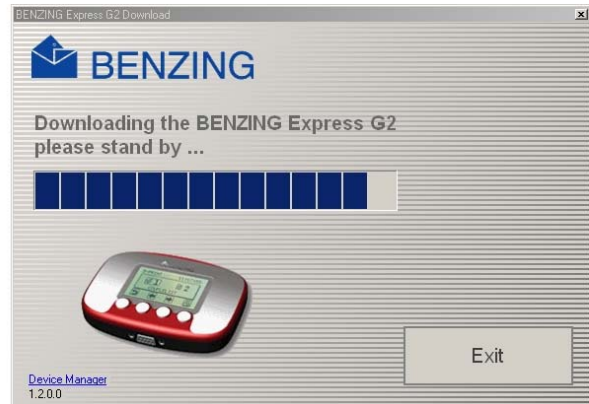 BENZING Express G2 Download
BENZING
Downloading the BENZING Express G2
please stand by ...
Exit
Device Manager
1.2.0.0